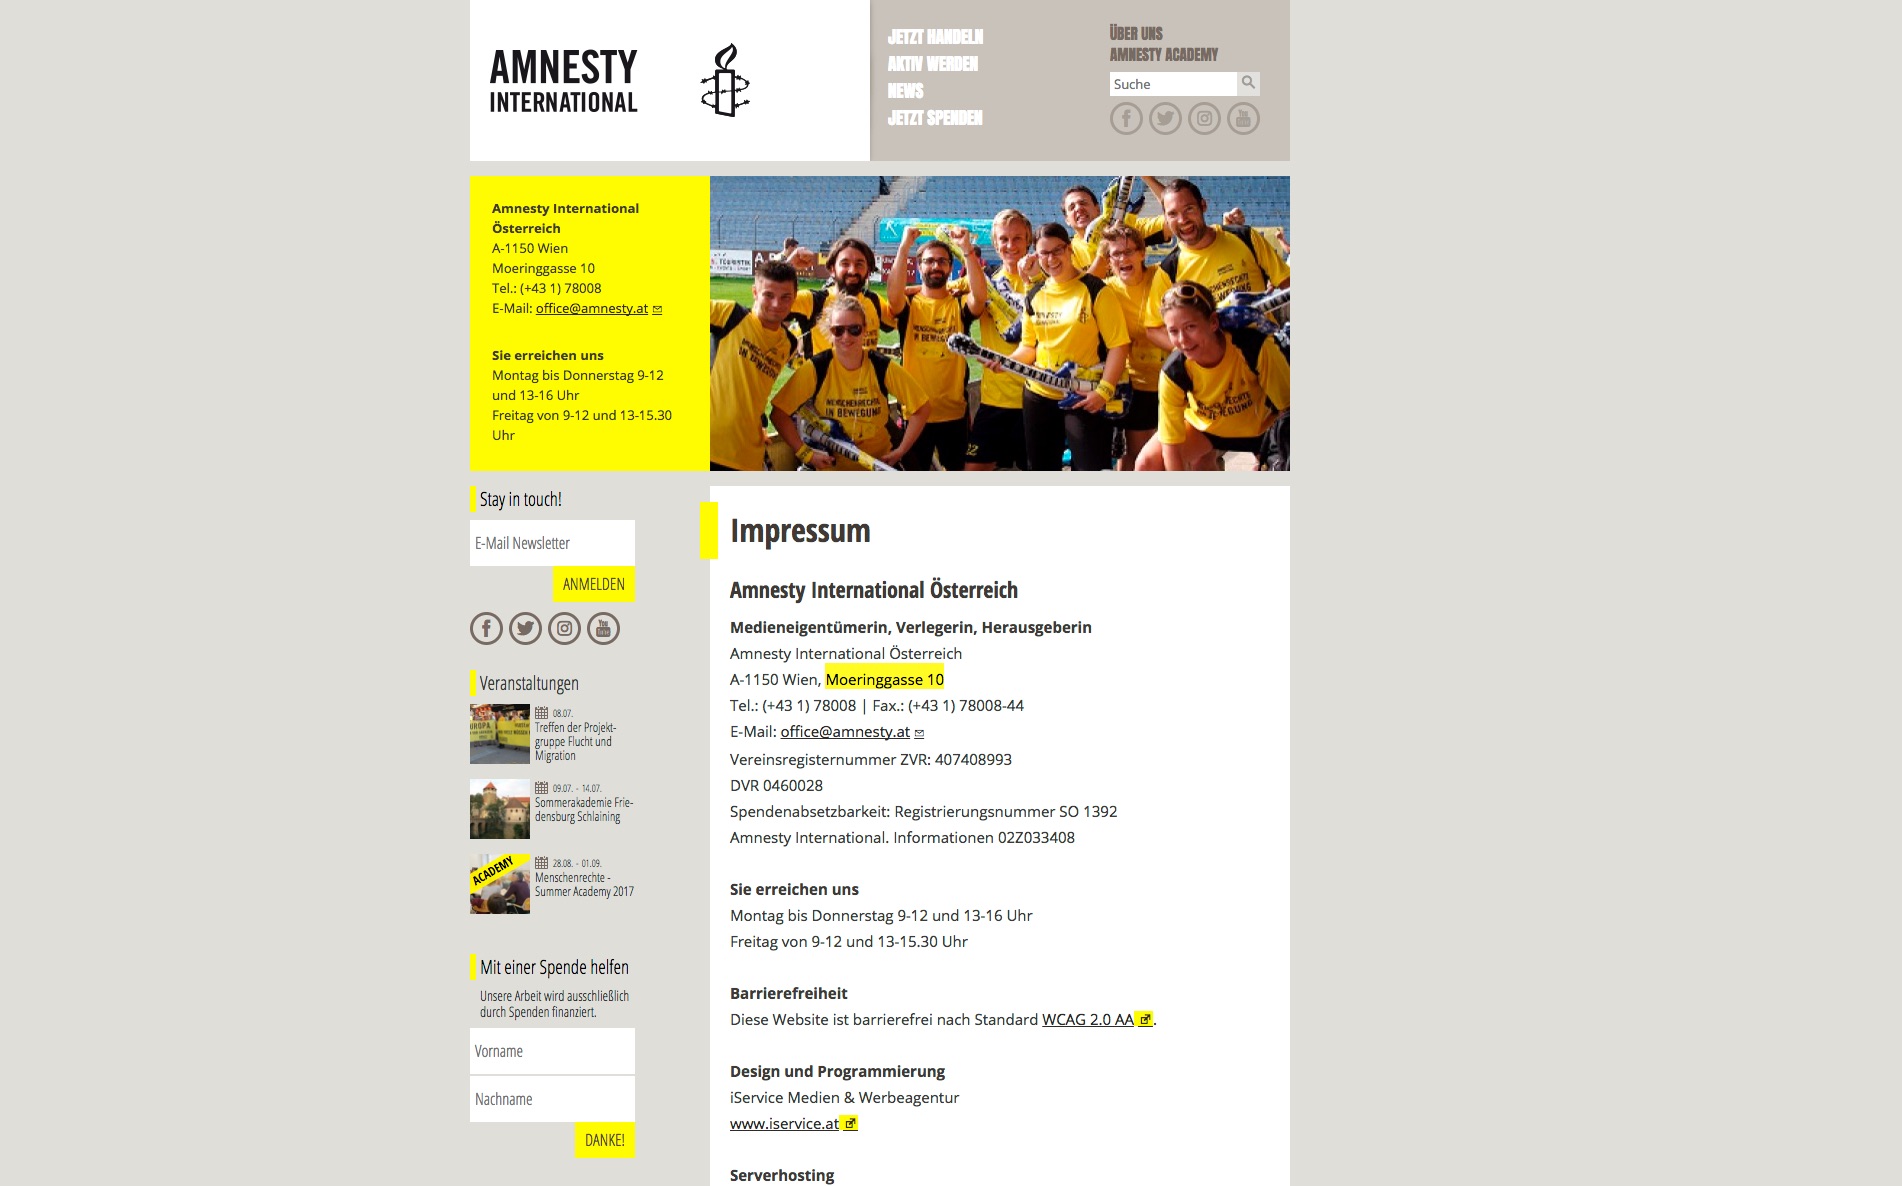 AMNESTY
INTERNATIONAL
JETZT HANDELN
AKTIV WERDEN
NEWS
JETZT SPENDEN
ÜBER UNS
AMNESTY ACADEMY
Suche
Amnesty International
Österreich
A-1150 Wien
Moeringgasse 10
Tel.: (+43 1) 78008
E-Mail: office@amnesty.at
Sie erreichen uns
Montag bis Donnerstag 9-12
und 13-16 Uhr
Freitag von 9-12 und 13-15.30
Uhr
MENSCHENRECHTE
IN BEWEGUNG
Stay in touch!
E-Mail Newsletter
ANMELDEN
Veranstaltungen
08.07.
Treffen der Projekt-
gruppe Flucht und
Migration
09.07. - 14.07.
Sommerakademie Frie-
densburg Schlaining
ACADEMY
28.08. - 01.09.
Menschenrechte -
Summer Academy 2017
Mit einer Spende helfen
Unsere Arbeit wird ausschließlich
durch Spenden finanziert.
Vorname
Nachname
DANKE!
Impressum
Amnesty International Österreich
Medieneigentümerin, Verlegerin, Herausgeberin
Amnesty International Österreich
A-1150 Wien, Moeringgasse 10
Tel.: (+43 1) 78008 | Fax.: (+43 1) 78008-44
E-Mail: office@amnesty.at
Vereinsregisternummer ZVR: 407408993
DVR 0460028
Spendenabsetzbarkeit: Registrierungsnummer SO 1392
Amnesty International. Informationen 02Z033408
Sie erreichen uns
Montag bis Donnerstag 9-12 und 13-16 Uhr
Freitag von 9-12 und 13-15.30 Uhr
Barrierefreiheit
Diese Website ist barrierefrei nach Standard WCAG 2.0 AA.
Design und Programmierung
iService Medien & Werbeagentur
www.iservice.at
Serverhosting